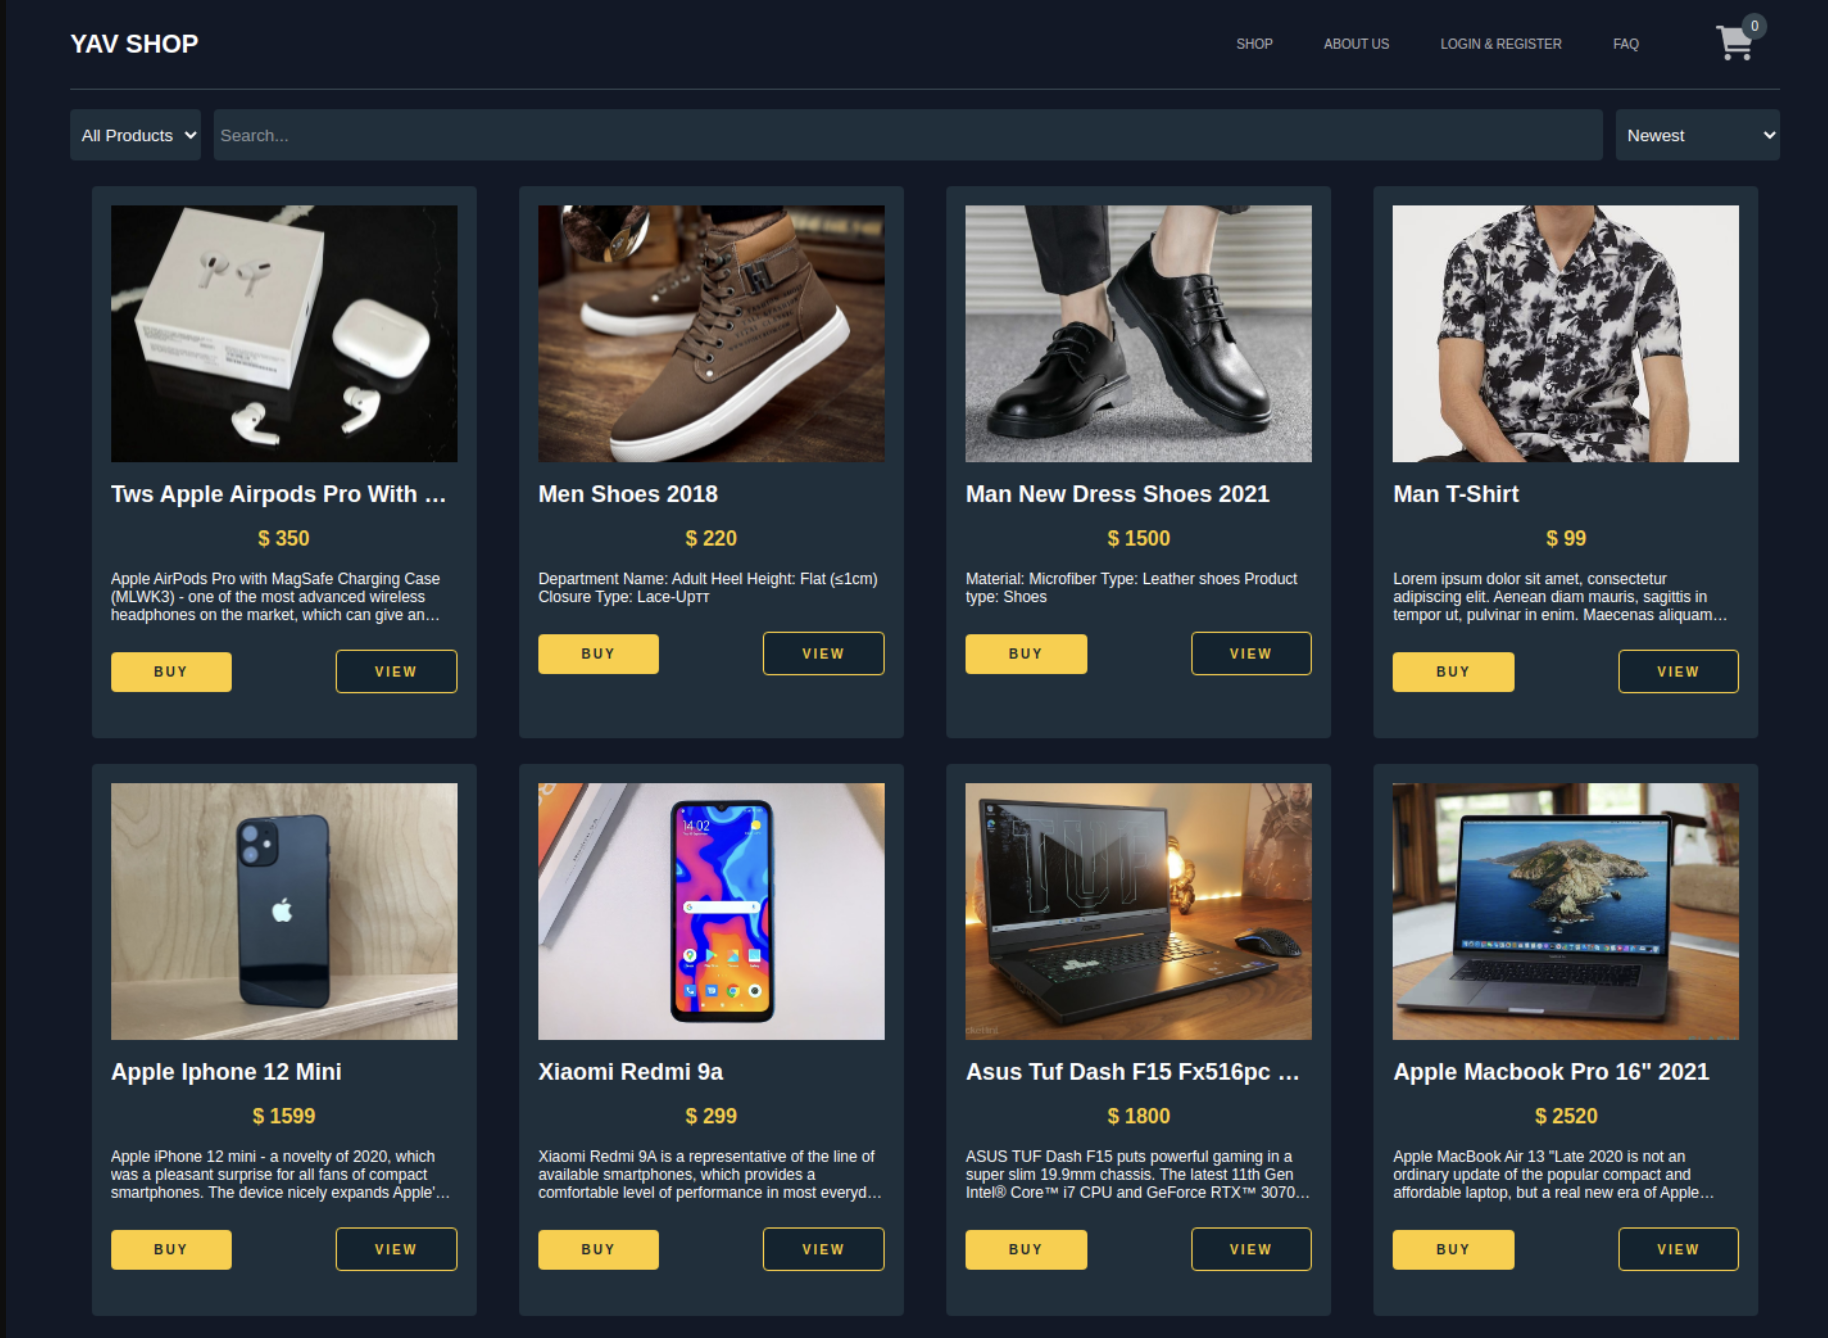 YAV SHOP
SHOP
ABOUT US
LOGIN & REGISTER
FAQ
0
All Products
Search...
Newest
Tws Apple Airpods Pro With ...
$ 350
Apple AirPods Pro with MagSafe Charging Case
(MLWK3) - one of the most advanced wireless
headphones on the market, which can give an...
BUY
VIEW
Men Shoes 2018
$ 220
Department Name: Adult Heel Height: Flat (≤1cm)
Closure Type: Lace-Upтт
BUY
VIEW
Man New Dress Shoes 2021
$ 1500
Material: Microfiber Type: Leather shoes Product
type: Shoes
BUY
VIEW
Man T-Shirt
$ 99
Lorem ipsum dolor sit amet, consectetur
adipiscing elit. Aenean diam mauris, sagittis in
tempor ut, pulvinar in enim. Maecenas aliquam...
BUY
VIEW
14:02
TUF
Apple Iphone 12 Mini
$ 1599
Apple iPhone 12 mini - a novelty of 2020, which
was a pleasant surprise for all fans of compact
smartphones. The device nicely expands Apple'...
BUY
VIEW
Xiaomi Redmi 9a
$ 299
Xiaomi Redmi 9A is a representative of the line of
available smartphones, which provides a
comfortable level of performance in most everyd...
BUY
VIEW
Asus Tuf Dash F15 Fx516pc ...
$ 1800
ASUS TUF Dash F15 puts powerful gaming in a
super slim 19.9mm chassis. The latest 11th Gen
Intel® Core™ i7 CPU and GeForce RTX™ 3070...
BUY
VIEW
Apple Macbook Pro 16" 2021
$ 2520
Apple MacBook Air 13 "Late 2020 is not an
ordinary update of the popular compact and
affordable laptop, but a real new era of Apple...
BUY
VIEW